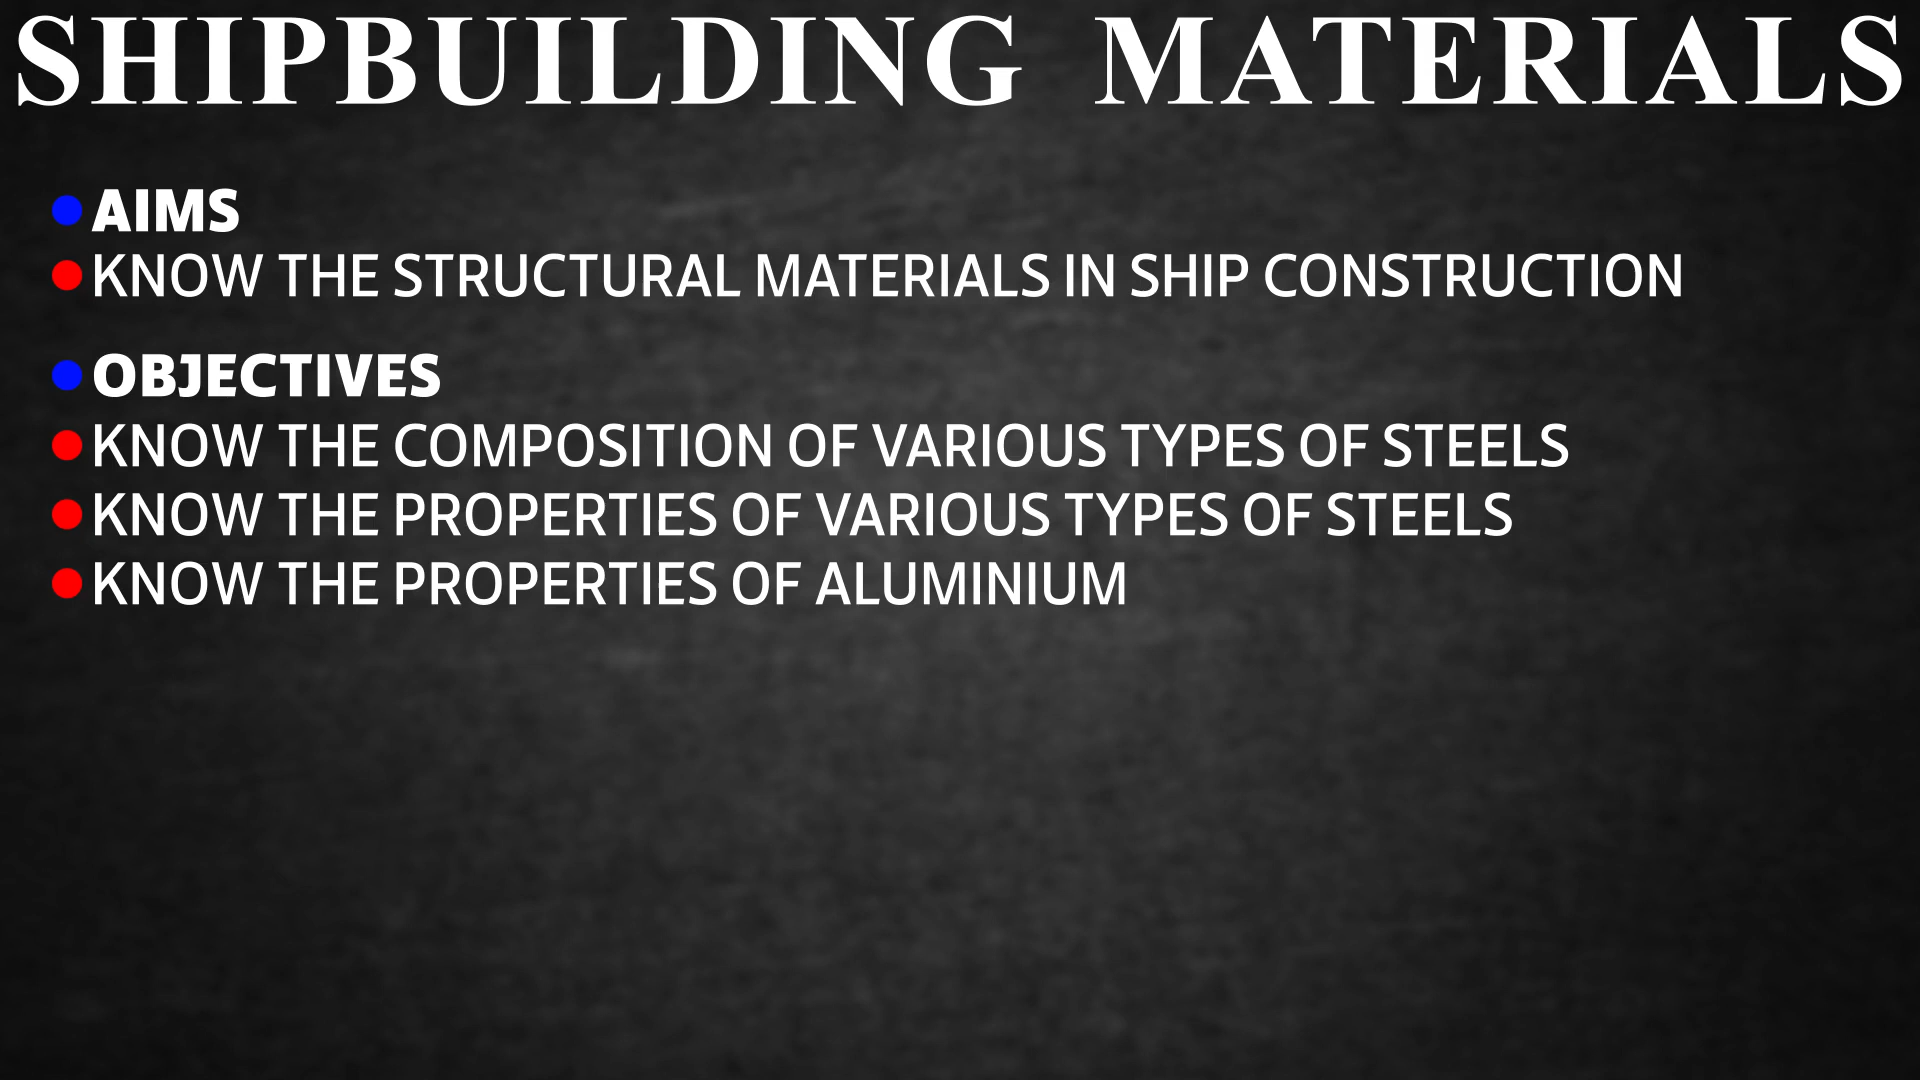 SHIPBUILDING MATERIALS
AIMS
KNOW THE STRUCTURAL MATERIALS IN SHIP CONSTRUCTION
OBJECTIVES
KNOW THE COMPOSITION OF VARIOUS TYPES OF STEELS
KNOW THE PROPERTIES OF VARIOUS TYPES OF STEELS
KNOW THE PROPERTIES OF ALUMINIUM